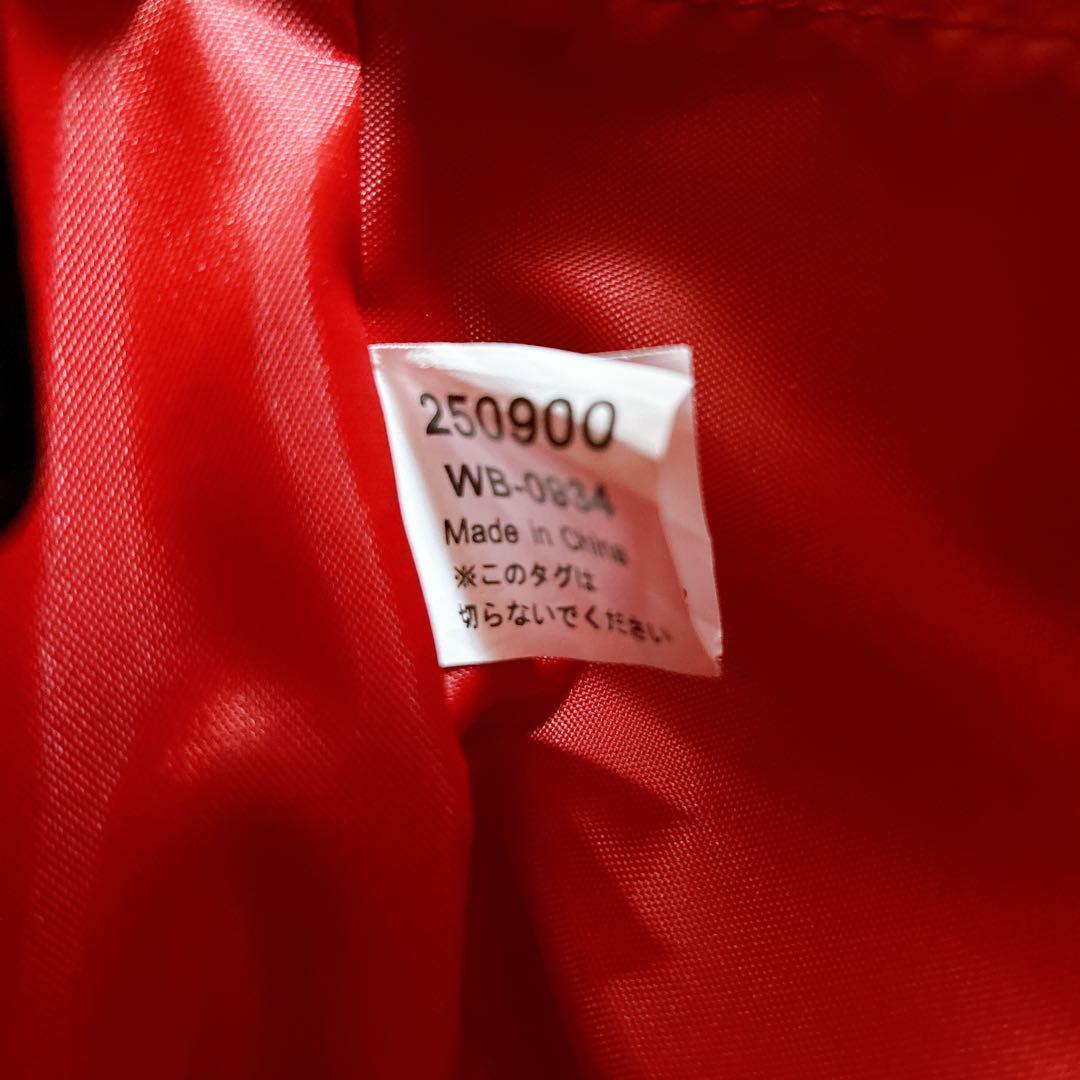 250900
WB-0934
Made in China
※このタグは
切らないでください